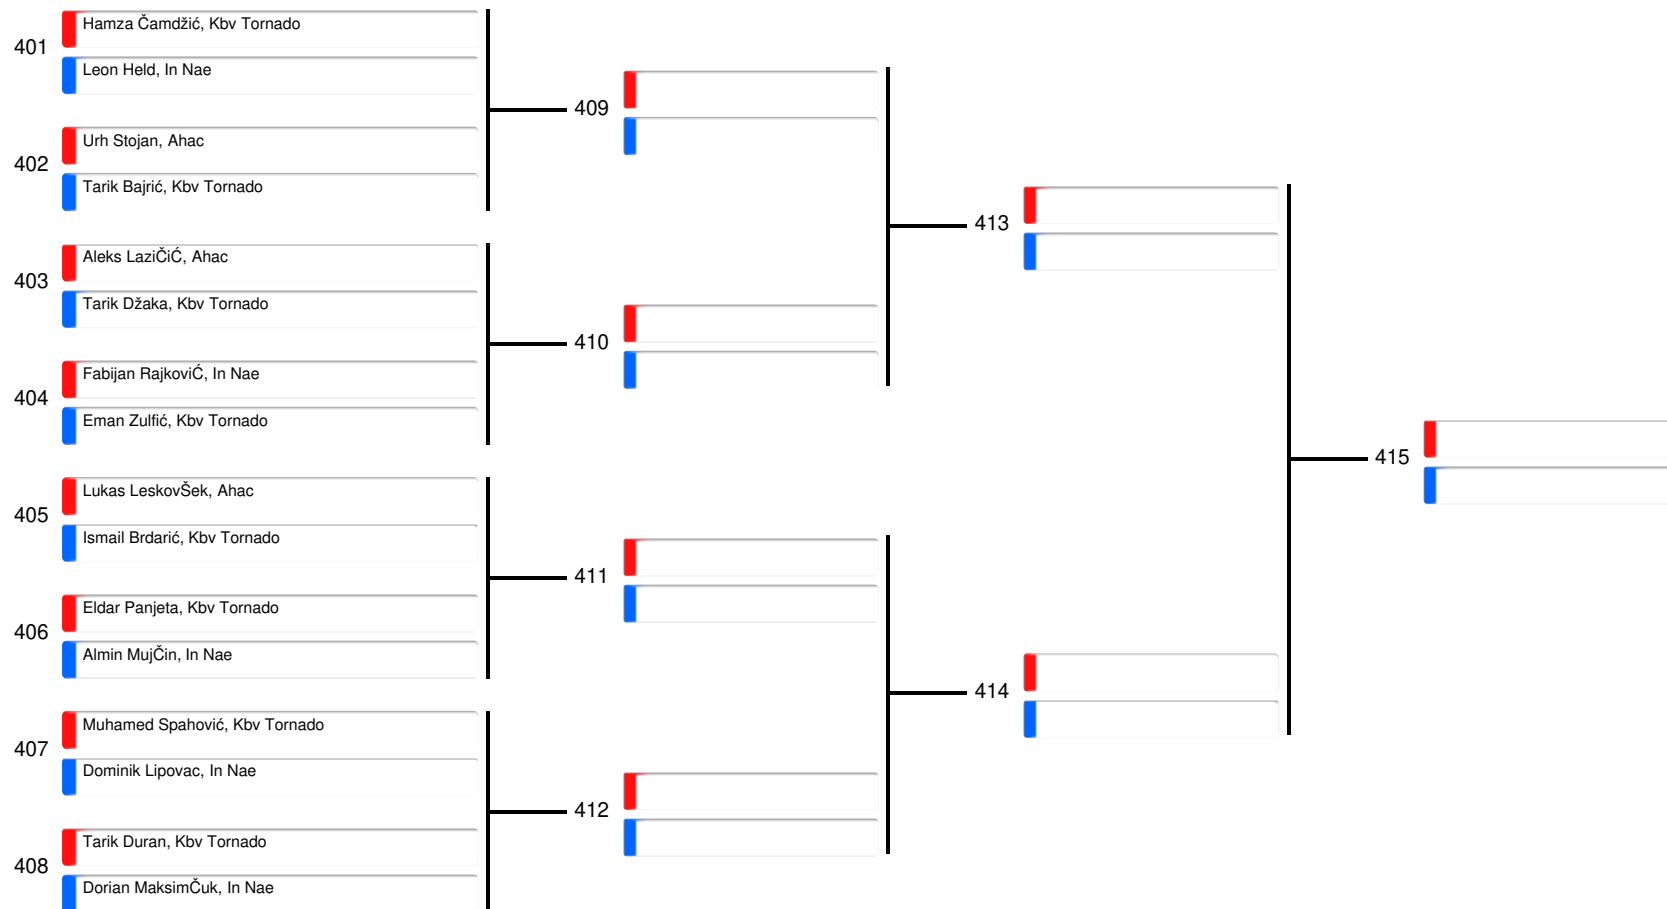 Hamza Čamdžić, Kbv Tornado
401
Leon Held, In Nae
409
Urh Stojan, Ahac
402
Tarik Bajrić, Kbv Tornado
413
Aleks LaziČiĆ, Ahac
403
Tarik Džaka, Kbv Tornado
410
Fabijan RajkoviĆ, In Nae
404
Eman Zulfić, Kbv Tornado
415
Lukas LeskovŠek, Ahac
405
Ismail Brdarić, Kbv Tornado
411
Eldar Panjeta, Kbv Tornado
406
Almin MujČin, In Nae
414
Muhamed Spahović, Kbv Tornado
407
Dominik Lipovac, In Nae
412
Tarik Duran, Kbv Tornado
408
Dorian MaksimČuk, In Nae